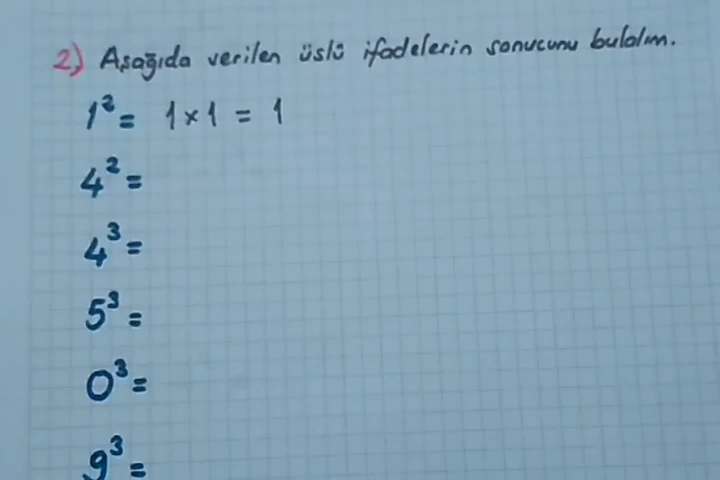 2) Aşağıda verilen üslü ifadelerin sonucunu bulalım.
1² = 1 × 1 = 1
4² =
4³ =
5³ =
0³ =
9³ =